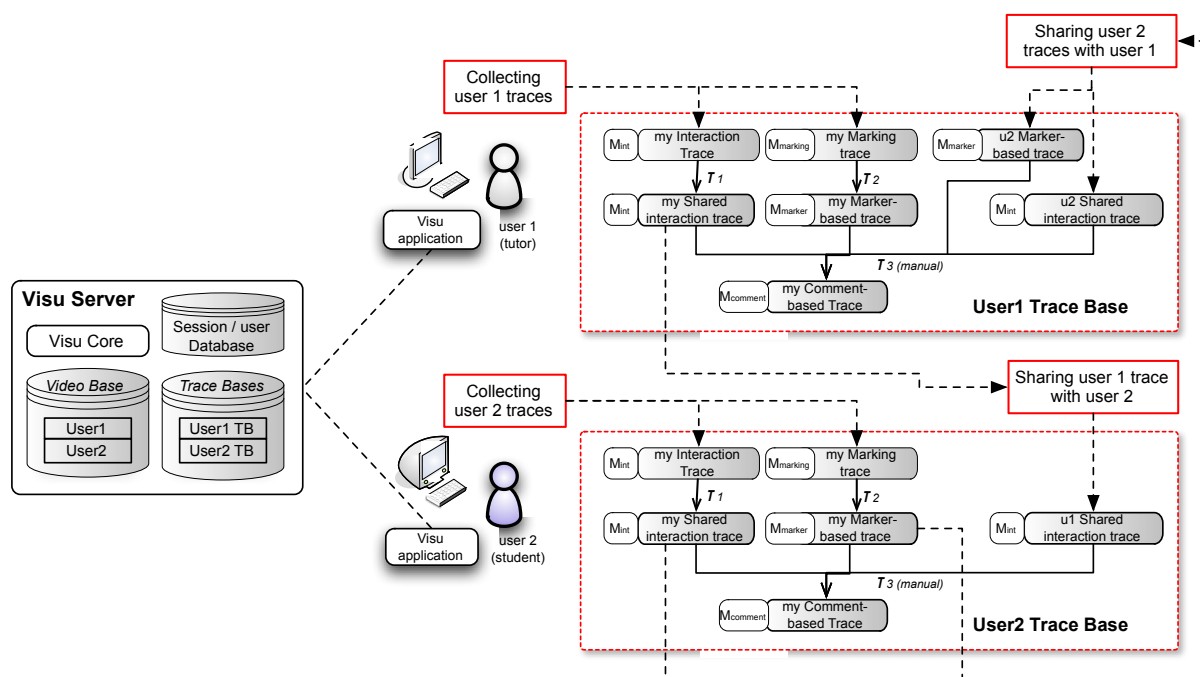 Sharing user 2
traces with user 1
Collecting
user 1 traces
Mint
my Interaction
Trace
Mmarking
my Marking
trace
Mmarker
u2 Marker-
based trace
T 1
T 2
Mint
my Shared
interaction trace
Mmarker
my Marker-
based trace
Mint
u2 Shared
interaction trace
T 3 (manual)
Mcomment
my Comment-
based Trace
User1 Trace Base
Visu
application
user 1
(tutor)
Visu Server
Visu Core
Session / user
Database
Video Base
User1
User2
Trace Bases
User1 TB
User2 TB
Sharing user 1 trace
with user 2
Collecting
user 2 traces
Mint
my Interaction
Trace
Mmarking
my Marking
trace
T 1
T 2
Mint
my Shared
interaction trace
Mmarker
my Marker-
based trace
Mint
u1 Shared
interaction trace
T 3 (manual)
Mcomment
my Comment-
based Trace
User2 Trace Base
Visu
application
user 2
(student)